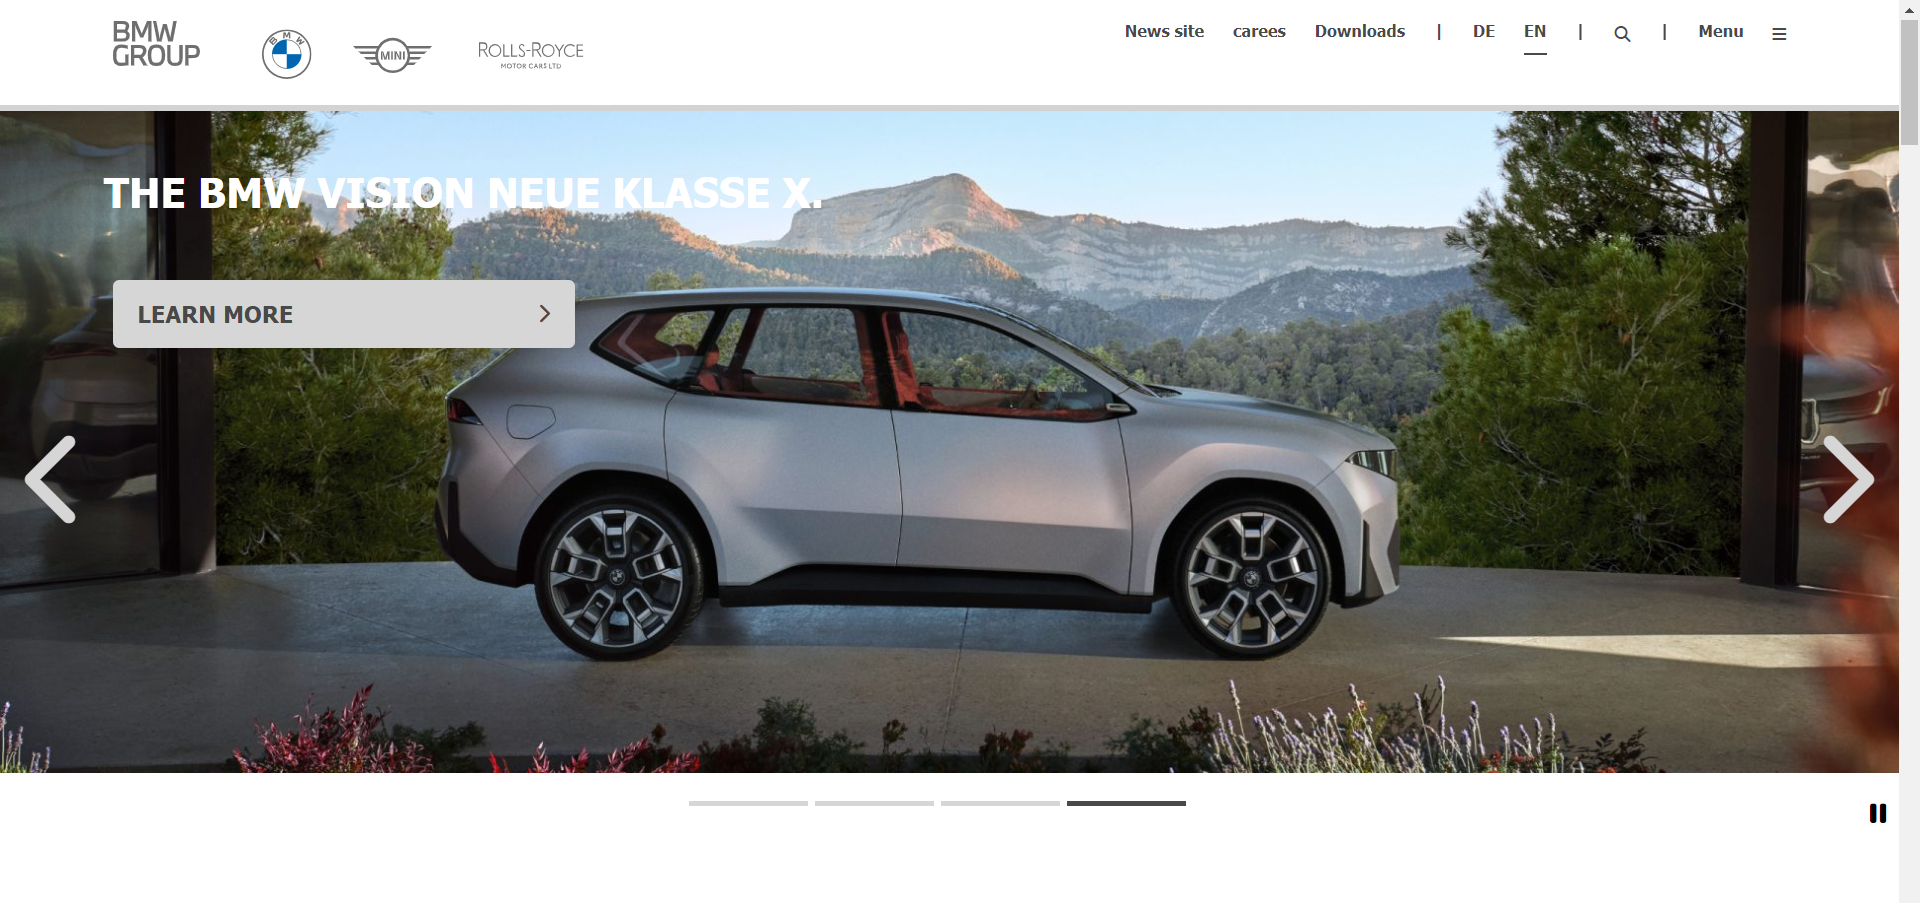 BMW
GROUP
BMW
MINI
ROLLS-ROYCE
MOTOR CARS LTD
News site
carees
Downloads
|
DE
EN
|
|
Menu
THE BMW VISION NEUE KLASSE X.
LEARN MORE